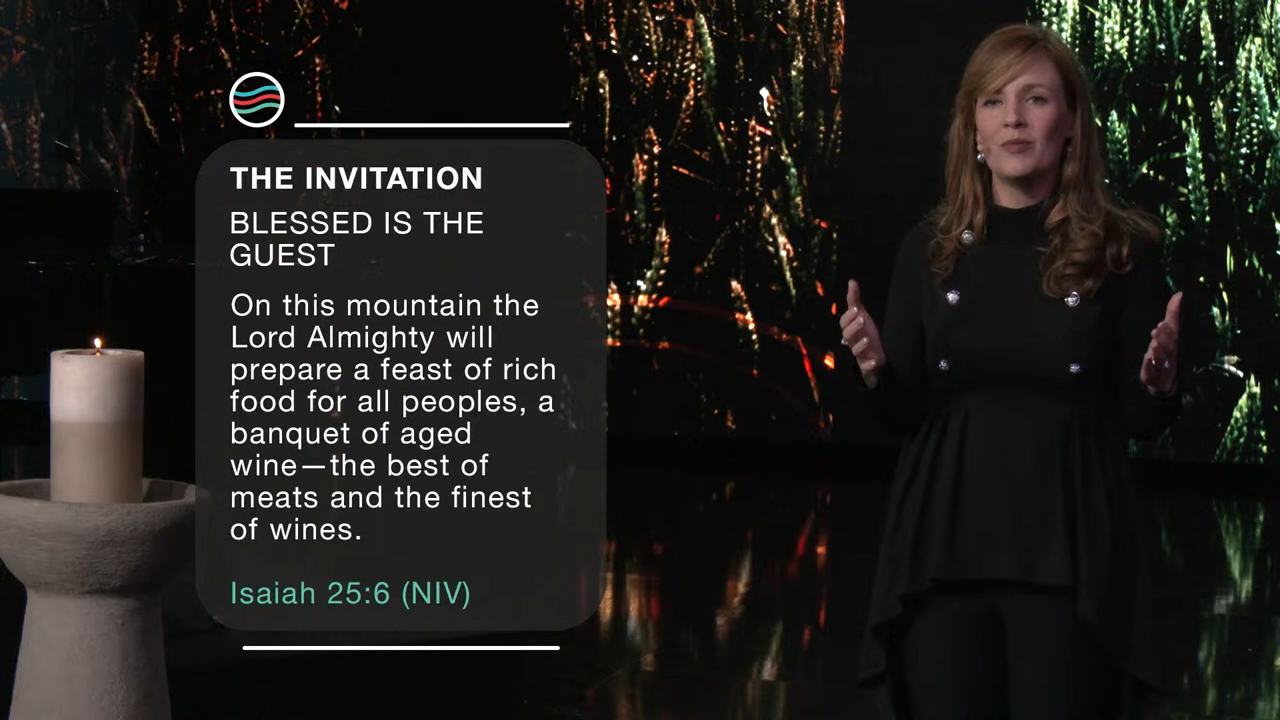 THE INVITATION
BLESSED IS THE
GUEST
On this mountain the
Lord Almighty will
prepare a feast of rich
food for all peoples, a
banquet of aged
wine—the best of
meats and the finest
of wines.
Isaiah 25:6 (NIV)